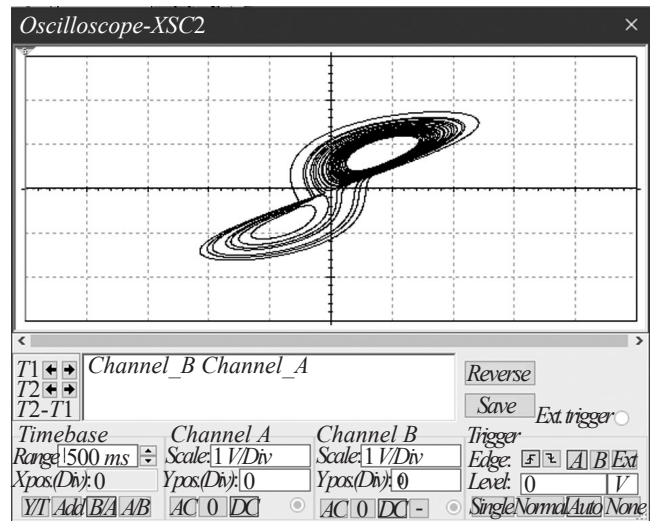 Oscilloscope-XSC2 ×
T1
T2
T2-T1
Channel_B Channel_A
Reverse
Save
Ext. trigger
Timebase
Range: 500 ms
Xpos.(Div): 0
Y/T Add B/A A/B
Channel A
Scale: 1 V/Div
Ypos.(Div): 0
AC 0 DC
Channel B
Scale: 1 V/Div
Ypos.(Div): 0
AC 0 DC -
Trigger
Edge: A B Ext
Level: 0 V
Single Normal Auto None